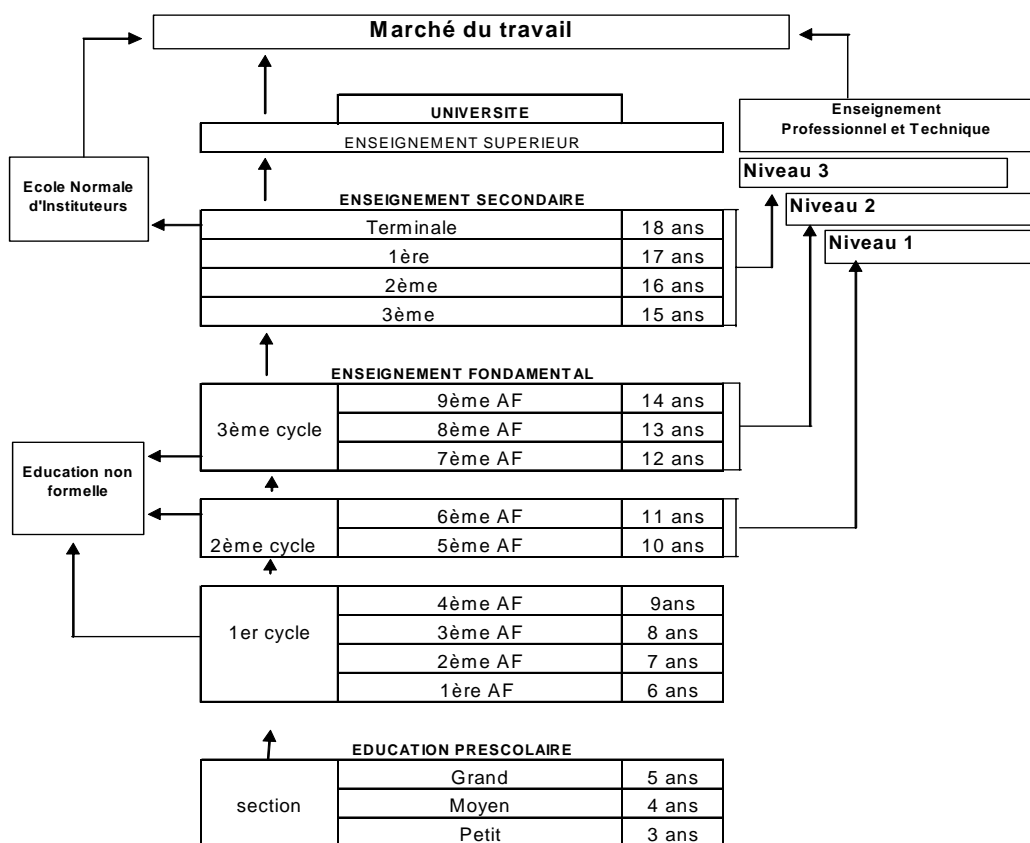 Marché du travail
UNIVERSITE
ENSEIGNEMENT SUPERIEUR
Enseignement
Professionnel et Technique
Niveau 3
Niveau 2
Niveau 1
Ecole Normale
d'Instituteurs
ENSEIGNEMENT SECONDAIRE
Terminale 18 ans
1ère 17 ans
2ème 16 ans
3ème 15 ans
ENSEIGNEMENT FONDAMENTAL
3ème cycle
9ème AF 14 ans
8ème AF 13 ans
7ème AF 12 ans
Education non
formelle
2ème cycle
6ème AF 11 ans
5ème AF 10 ans
1er cycle
4ème AF 9ans
3ème AF 8 ans
2ème AF 7 ans
1ère AF 6 ans
EDUCATION PRESCOLAIRE
section
Grand 5 ans
Moyen 4 ans
Petit 3 ans